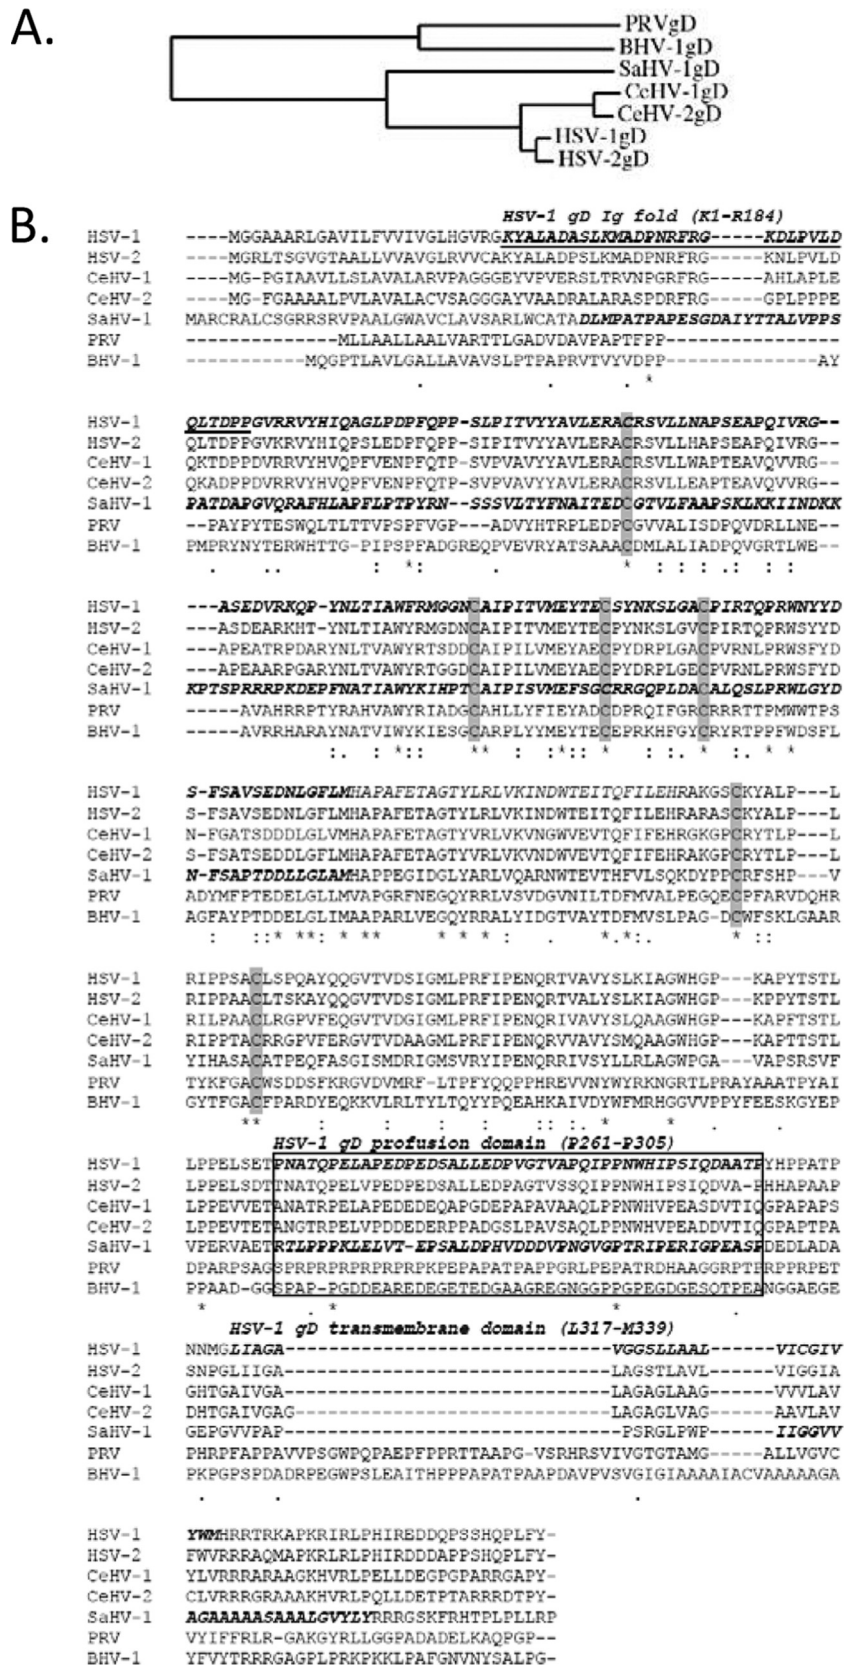 A.
PRVgD
BHV-1gD
SaHV-1gD
CeHV-1gD
CeHV-2gD
HSV-1gD
HSV-2gD
B.
HSV-1 gD Ig fold (K1-R184)
HSV-1 ----MGGAAARLGAVILFVVIVGLHGVRGKYALADASLKMADPNRFRG-----KDLPVLD
HSV-2 ----MGRLTSGVGTAALLVVAVGLRVVCAKYALADPSLKMADPNRFRG-----KNLPVLD
CeHV-1 ----MG-PGIAAVLLSLAVALARVPAGGGEYVPVERSLTRVNPGRFRG-----AHLAPLE
CeHV-2 ----MG-FGAAAALPVLAVALACVSAGGGAYVAADRALARASPDRFRG-----GPLPPPE
SaHV-1 MARCRALCSGRRSRVPAALGWAVCLAVSARLWCATADLMPATPAPESGDAIYTTALVPPS
PRV --------------MLLAALLAALVARTTLGADVDAVPAPTFPP----------------
BHV-1 -----------MQGPTLAVLGALLAVAVSLPTPAPRVTVYVDPP--------------AY
. . . *
HSV-1 QLTDPPGVRRVYHIQAGLPDPFQPP-SLPITVYYAVLERACRSVLLNAPSEAPQIVRG--
HSV-2 QLTDPPGVKRVYHIQPSLEDPFQPP-SIPITVYYAVLERACRSVLLHAPSEAPQIVRG--
CeHV-1 QKTDPPDVRRVYHVQPFVENPFQTP-SVPVAVYYAVLERACRSVLLWAPTEAVQVVRG--
CeHV-2 QKADPPDVRRVYHVQPFVENPFQTP-SVPVAVYYAVLERACRSVLLEAPTEAVQVVRG--
SaHV-1 PATDAPGVQRAFHLAPFLPTPYRN--SSSVLTYFNAITEDCGTVLFAAPSKLKKIINDKK
PRV --PAYPYTESWQLTLTTVPSPFVGP---ADVYHTRPLEDPCGVVALISDPQVDRLLNE--
BHV-1 PMPRYNYTERWHTTG-PIPSPFADGREQPVEVRYATSAAACDMLALIADPQVGRTLWE--
. .. : *: . * : : : : :
HSV-1 ---ASEDVRKQP-YNLTIAWFRMGGNCAIPITVMEYTECSYNKSLGACPIRTQPRWNYYD
HSV-2 ---ASDEARKHT-YNLTIAWYRMGDNCAIPITVMEYTECPYNKSLGVCPIRTQPRWSYYD
CeHV-1 ---APEATRPDARYNLTVAWYRTSDDCAIPILVMEYAECPYDRPLGACPVRNLPRWSFYD
CeHV-2 ---APEAARPGARYNLTVAWYRTGGDCAIPILVMEYAECPYDRPLGECPVRNLPRWSFYD
SaHV-1 KPTSPRRRRPKDEPFNATIAWYKIHPTCAIPISVMEFSGCRRGQPLDACALQSLPRWLGYD
PRV -----AVAHRRPTYRAHVAWYRIADGCAHLLYFIEYADCDPRQIFGRCRRRTTPMWWTPS
BHV-1 -----AVRRHARAYNATVIWYKIESGCARPLYYMEYTECEPRKHFGYCRYRTPPFWDSFL
:. : *:: ** : :**:: * : :. * :. * *
HSV-1 S-FSAVSEDNLGFLMHAPAFETAGTYLRLVKINDWTEITQFILEHRAKGSCKYALP---L
HSV-2 S-FSAVSEDNLGFLMHAPAFETAGTYLRLVKINDWTEITQFILEHRARASCKYALP---L
CeHV-1 N-FGATSDDDLGLVMHAPAFETAGTYLRLVKVNGWVEVTQFIFEHRGKGPCRYTLP---L
CeHV-2 S-FSATSEDDLGFLMHAPAFETAGTYVRLVKVNDWVEVTQFIFEHRAKGPCRYTLP---L
SaHV-1 N-FSAPTDDLLGLAMHAPPEGIDGLYARLVQARNWTEVTHFVLSQKDYPPCRFSHP---V
PRV ADYMFPTEDELGLLMVAPGRFNEGQYRRLVSVDGVNILTDFMVALPEGQECPFARVDQHR
BHV-1 AGFAYPTDDELGLIMAAPARLVEGQYRRALYIDGTVAYTDFMVSLPAG-DCWFSKLGAAR
: ::* **: * ** * * * . *.*:. * ::
HSV-1 RIPPSACLSPQAYQQGVTVDSIGMLPRFIPENQRTVAVYSLKIAGWHGP---KAPYTSTL
HSV-2 RIPPSACLTSKAYQQGVTVDSIGMLPRFIPENQRTVALYSLKIAGWHGP---KPPYTSTL
CeHV-1 RILPAACLRGPVFEQGVTVDGIGMLPRFIPENQRIVAVYSLQAAGWHGP---KAPFTSTL
CeHV-2 RIPPTACRRGPVFERGVTVDAAGMLPRFIPENQRVVAVYSMQAAGWHGP---KAPTTSTL
SaHV-1 YIHASACATPEQFASGISMDRIGMSVRYIPENQRRIVSYLLRLAGWPGA---VAPSRSVF
PRV TYKFGACWSDDSFKRGVDVMRF-LTPFYQQPPHREVVNYWYRKNGRTLPRAYAAATPYAI
BHV-1 GYTFGACFPARDYEQKKVLRLTYLTQYYPQEAHKAIVDYWFMRHGGVVPPYFEESKGYEP
** : : : :: :. * * . .
HSV-1 gD profusion domain (P261-P305)
HSV-1 LPPELSETPNATQPELAPEDPEDSALLEDPVGTVAPQIPPNWHIPSIQDAATPYHPPATP
HSV-2 LPPELSDTTNATQPELVPEDPEDSALLEDPAGTVSSQIPPNWHIPSIQDVA-PHHAPAAP
CeHV-1 LPPEVVETANATRPELAPEDEDEQAPGDEPAPAVAAQLPPNWHVPEASDVTIQGPAPAPS
CeHV-2 LPPEVTETANGTRPELVPEDDEDERPPADGSLPAVSAQLPPNWHVPEADDVTIQGPAPTPA
SaHV-1 VPERVAETRTLPPPKLELVT-EPSALDPHVDDDVPNGVGPTRIPERIGPEASPDEDLADA
PRV DPARPSAGSPRPRPRPRPRPRPKPEPAPATPAPPGRLPEPATRDHAAGGRPTPRPPRPET
BHV-1 PPAAD-GGSPAP-PGDDEAREDEGETEDGAAGREGNGGPPGPEGDGESQTPEANGGAEGE
* . * * .
HSV-1 gD transmembrane domain (L317-M339)
HSV-1 NNMGLIAGA------------------------------VGGSLLAAL------VICGIV
HSV-2 SNPGLIIGA------------------------------LAGSTLAVL------VIGGIA
CeHV-1 GHTGAIVGA------------------------------LAGAGLAAG------VVVLAV
CeHV-2 DHTGAIVGAG-----------------------------LAGAGLVAG------AAVLAV
SaHV-1 GEPGVVPAP------------------------------PSRGLPWP------IIGGVV
PRV PHRPFAPPAVVPSGWPQPAEPFPPRTTAAPG-VSRHRSVIVGTGTAMG-----ALLVGVC
BHV-1 PKPGPSPDADRPEGWPSLEAITHPPPAPATPAAPDAVPVSVGIGIAAAAIACVAAAAAGA
. . .
HSV-1 YWMHRRTRKAPKRIRLPHIREDDQPSSHQPLFY-
HSV-2 FWVRRRAQMAPKRLRLPHIRDDDAPPSHQPLFY-
CeHV-1 YLVRRRARAAGKHVRLPELLDEGPGPARRGAPY-
CeHV-2 CLVRRRGRAAAKHVRLPQLLDETPTARRRDTPY-
SaHV-1 AGAAAAAASAAALGVYLYRRRGSKFRHTPLPLLRP
PRV VYIFFRLR-GAKGYRLLGGPADADELKAQPGP--
BHV-1 YFVYTRRRGAGPLPRKPKKLPAFGNVNYSALPG-